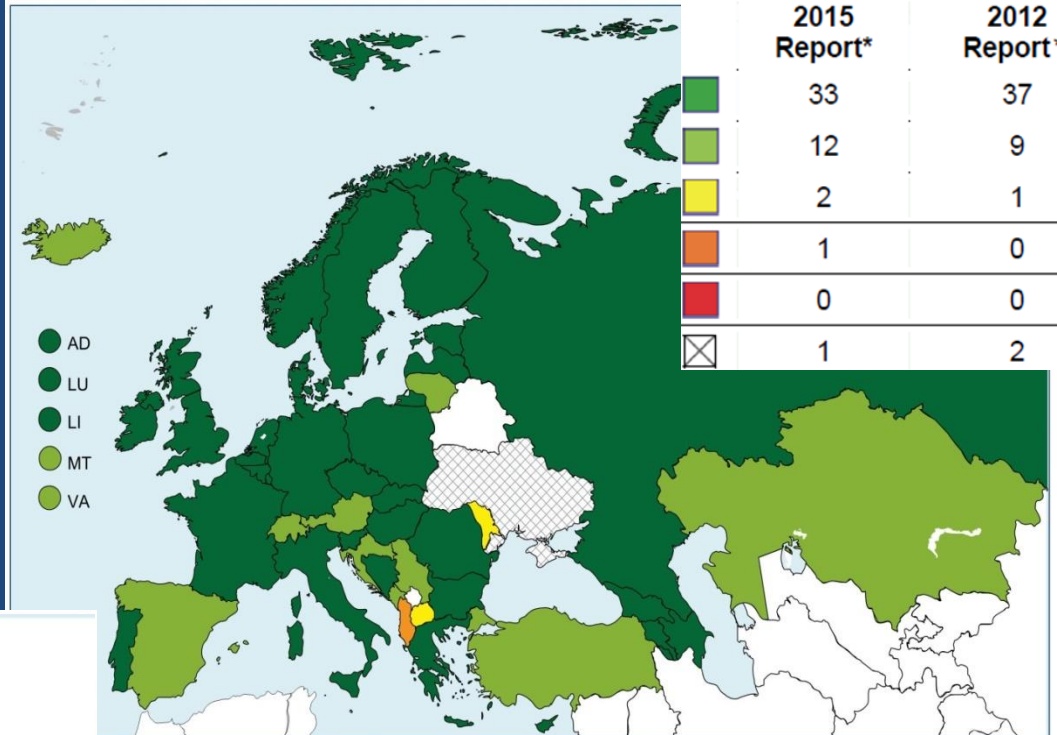 2015 2012
Report* Report*
33 37
12 9
2 1
1 0
0 0
1 2
AD
LU
LI
MT
VA